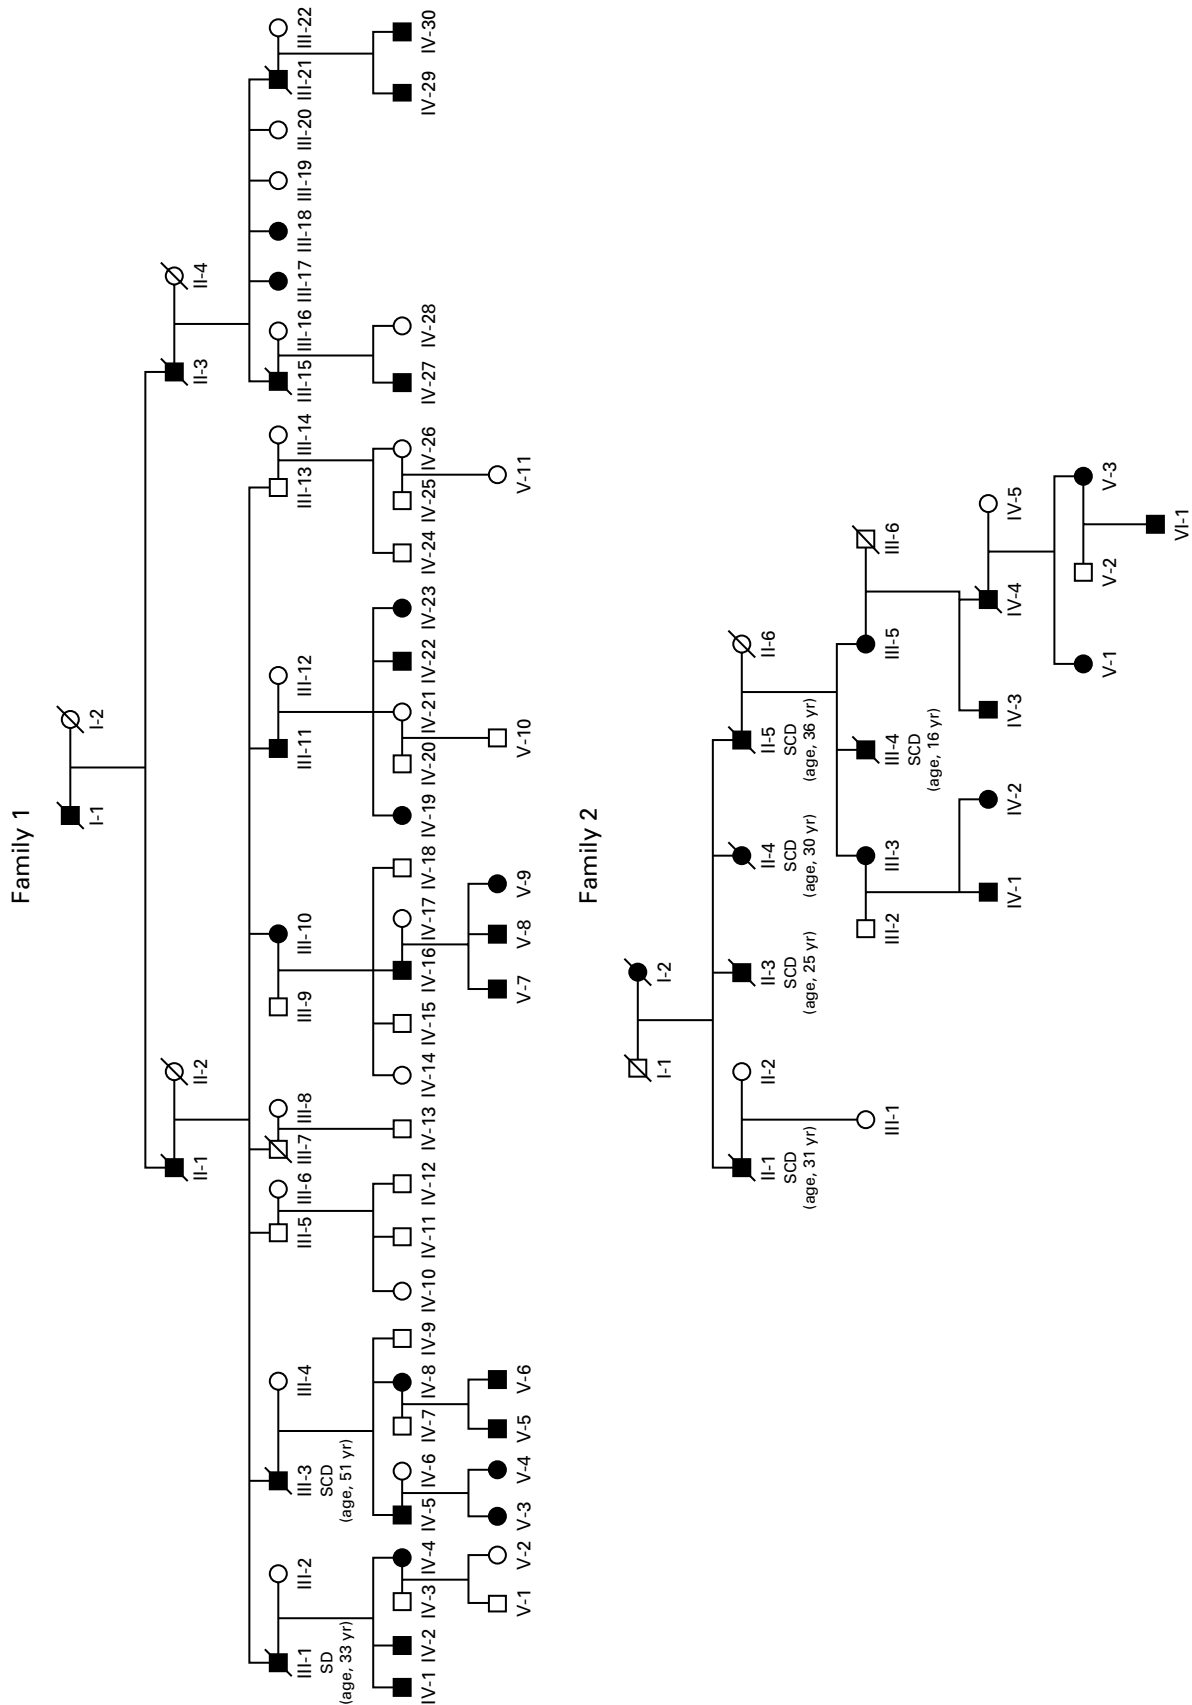 Family 1
I-1 I-2
II-1 II-2 II-3 II-4
III-1 III-2 III-3 III-4 III-5 III-6 III-7 III-8 III-9 III-10 III-11 III-12 III-13 III-14 III-15 III-16 III-17 III-18 III-19 III-20 III-21 III-22
SD SCD
(age, 33 yr) (age, 51 yr)
IV-1 IV-2 IV-3 IV-4 IV-5 IV-6 IV-7 IV-8 IV-9 IV-10 IV-11 IV-12 IV-13 IV-14 IV-15 IV-16 IV-17 IV-18 IV-19 IV-20 IV-21 IV-22 IV-23 IV-24 IV-25 IV-26 IV-27 IV-28 IV-29 IV-30
V-1 V-2 V-3 V-4 V-5 V-6 V-7 V-8 V-9 V-10 V-11
Family 2
I-1 I-2
II-1 II-2 II-3 II-4 II-5 II-6
SCD SCD SCD SCD
(age, 31 yr) (age, 25 yr) (age, 30 yr) (age, 36 yr)
III-1 III-2 III-3 III-4 III-5 III-6
SCD
(age, 16 yr)
IV-1 IV-2 IV-3 IV-4 IV-5
V-1 V-2 V-3
VI-1